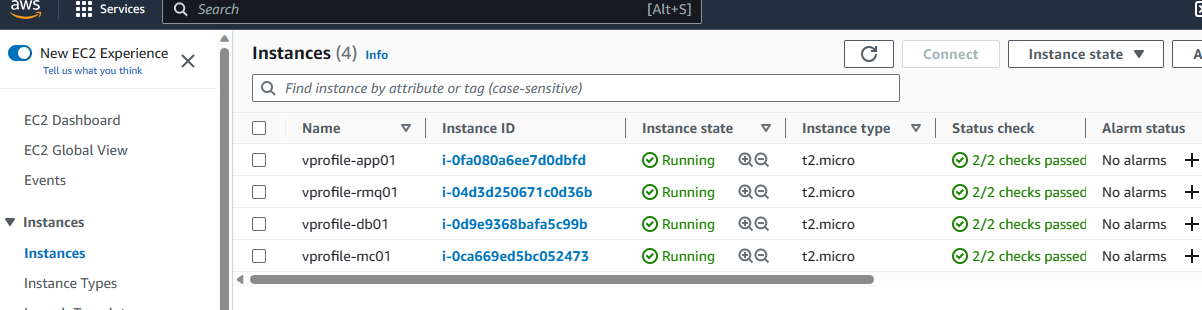 aws Services Search [Alt+S]
New EC2 Experience
Tell us what you think
EC2 Dashboard
EC2 Global View
Events
Instances
Instances
Instance Types
Instances (4) Info Connect Instance state
Find instance by attribute or tag (case-sensitive)
Name Instance ID Instance state Instance type Status check Alarm status
vprofile-app01 i-0fa080a6ee7d0dbfd Running t2.micro 2/2 checks passed No alarms
vprofile-rmq01 i-04d3d250671c0d36b Running t2.micro 2/2 checks passed No alarms
vprofile-db01 i-0d9e9368bafa5c99b Running t2.micro 2/2 checks passed No alarms
vprofile-mc01 i-0ca669ed5bc052473 Running t2.micro 2/2 checks passed No alarms